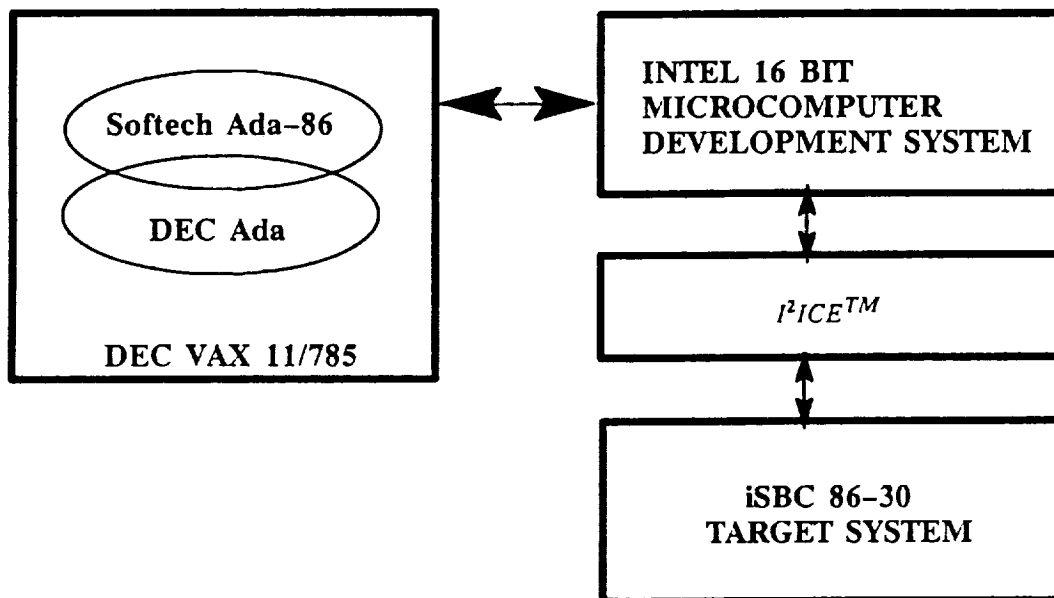 Softech Ada-86
DEC Ada
DEC VAX 11/785
INTEL 16 BIT
MICROCOMPUTER
DEVELOPMENT SYSTEM
I²ICE™
iSBC 86-30
TARGET SYSTEM